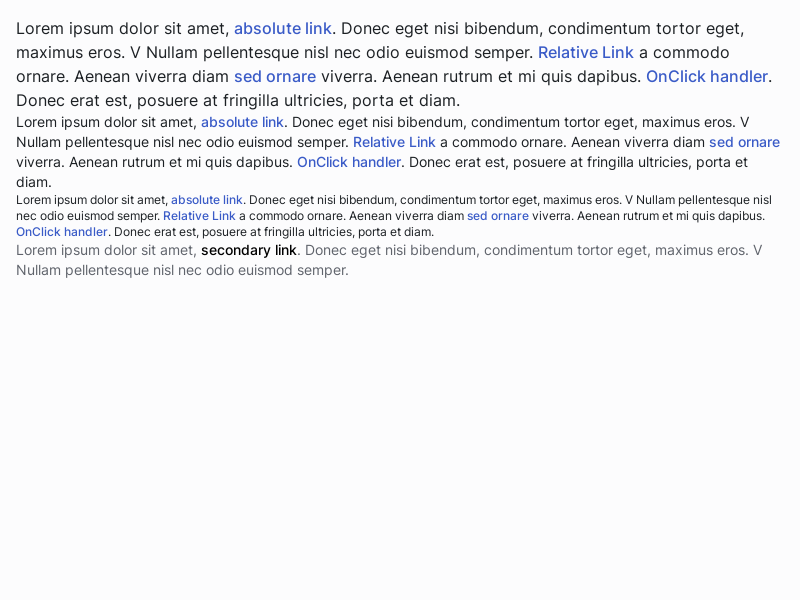 Lorem ipsum dolor sit amet, absolute link. Donec eget nisi bibendum, condimentum tortor eget,
maximus eros. V Nullam pellentesque nisl nec odio euismod semper. Relative Link a commodo
ornare. Aenean viverra diam sed ornare viverra. Aenean rutrum et mi quis dapibus. OnClick handler.
Donec erat est, posuere at fringilla ultricies, porta et diam.
Lorem ipsum dolor sit amet, absolute link. Donec eget nisi bibendum, condimentum tortor eget, maximus eros. V
Nullam pellentesque nisl nec odio euismod semper. Relative Link a commodo ornare. Aenean viverra diam sed ornare
viverra. Aenean rutrum et mi quis dapibus. OnClick handler. Donec erat est, posuere at fringilla ultricies, porta et
diam.
Lorem ipsum dolor sit amet, absolute link. Donec eget nisi bibendum, condimentum tortor eget, maximus eros. V Nullam pellentesque nisl
nec odio euismod semper. Relative Link a commodo ornare. Aenean viverra diam sed ornare viverra. Aenean rutrum et mi quis dapibus.
OnClick handler. Donec erat est, posuere at fringilla ultricies, porta et diam.
Lorem ipsum dolor sit amet, secondary link. Donec eget nisi bibendum, condimentum tortor eget, maximus eros. V
Nullam pellentesque nisl nec odio euismod semper.